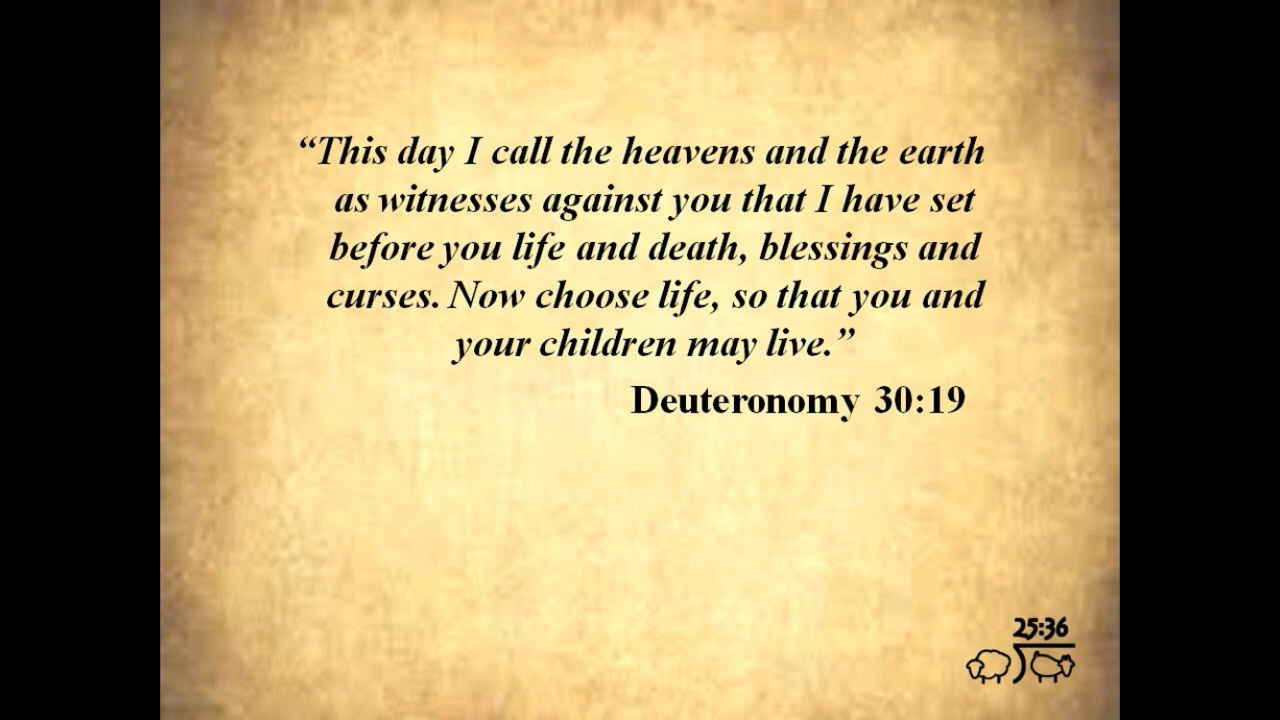 “This day I call the heavens and the earth
as witnesses against you that I have set
before you life and death, blessings and
curses. Now choose life, so that you and
your children may live.”
Deuteronomy 30:19
25:36